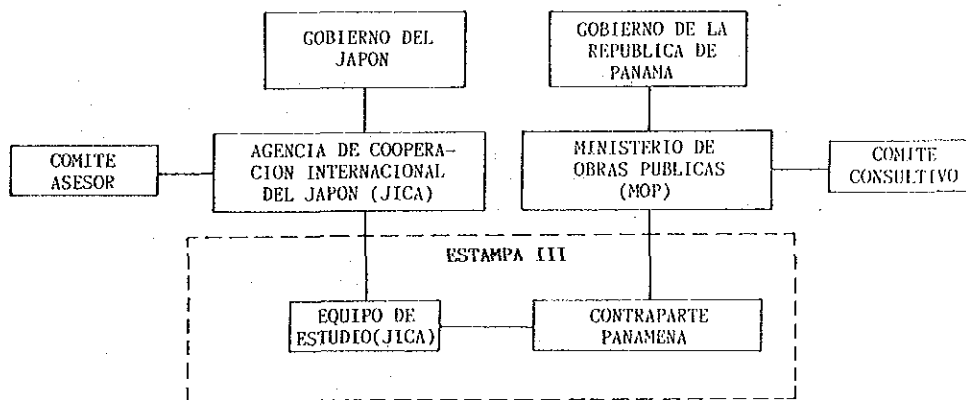 GOBIERNO DEL
JAPON
GOBIERNO DE LA
REPUBLICA DE
PANAMA
COMITE
ASESOR
AGENCIA DE COOPERA-
CION INTERNACIONAL
DEL JAPON (JICA)
MINISTERIO DE
OBRAS PUBLICAS
(MOP)
COMITE
CONSULTIVO
ESTAMPA III
EQUIPO DE
ESTUDIO(JICA)
CONTRAPARTE
PANAMENA